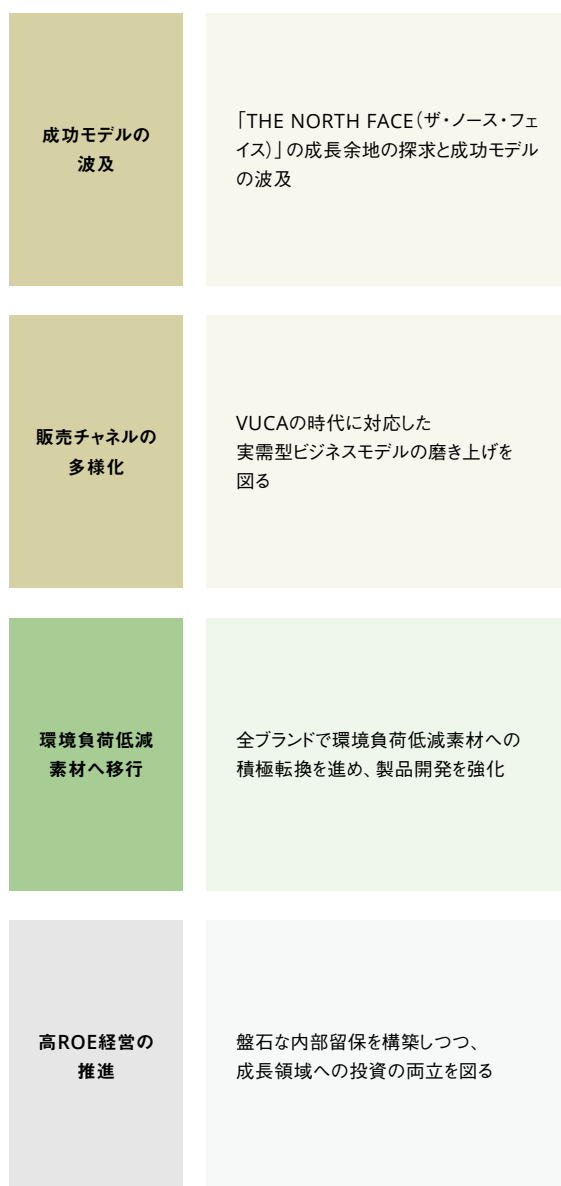 成功モデルの
波及
「THE NORTH FACE（ザ・ノース・フェ
イス）」の成長余地の探求と成功モデル
の波及
販売チャネルの
多様化
VUCAの時代に対応した
実需型ビジネスモデルの磨き上げを
図る
環境負荷低減
素材へ移行
全ブランドで環境負荷低減素材への
積極転換を進め、製品開発を強化
高ROE経営の
推進
盤石な内部留保を構築しつつ、
成長領域への投資の両立を図る